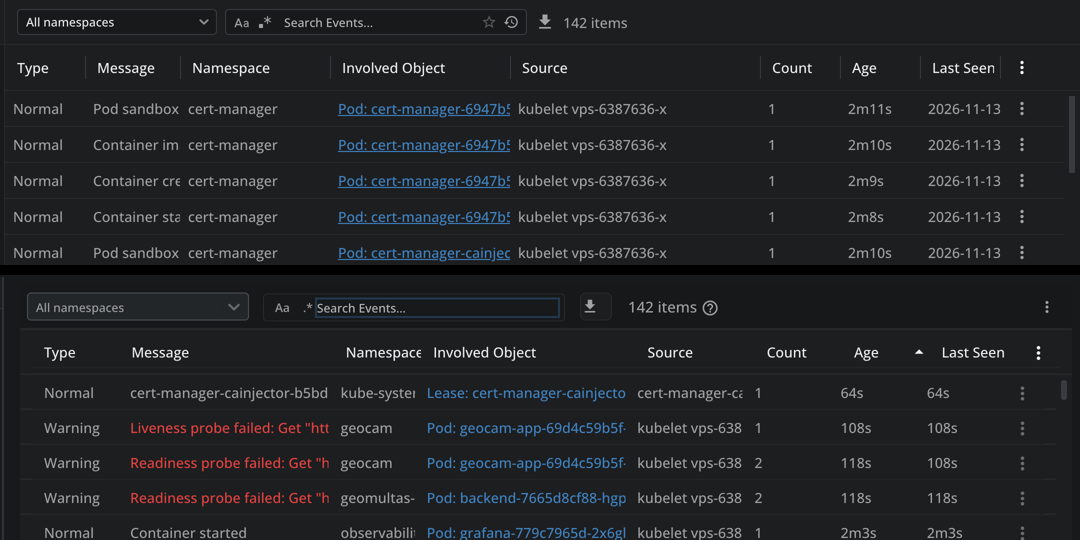 All namespaces Aa .* Search Events... 142 items
Type Message Namespace Involved Object Source Count Age Last Seen
Normal Pod sandbox cert-manager Pod: cert-manager-6947b5 kubelet vps-6387636-x 1 2m11s 2026-11-13
Normal Container im cert-manager Pod: cert-manager-6947b5 kubelet vps-6387636-x 1 2m10s 2026-11-13
Normal Container cre cert-manager Pod: cert-manager-6947b5 kubelet vps-6387636-x 1 2m9s 2026-11-13
Normal Container sta cert-manager Pod: cert-manager-6947b5 kubelet vps-6387636-x 1 2m8s 2026-11-13
Normal Pod sandbox cert-manager Pod: cert-manager-cainjec kubelet vps-6387636-x 1 2m10s 2026-11-13
All namespaces Aa .* Search Events... 142 items ?
Type Message Namespace Involved Object Source Count Age Last Seen
Normal cert-manager-cainjector-b5bd kube-system Lease: cert-manager-cainjecto cert-manager-ca 1 64s 64s
Warning Liveness probe failed: Get "htt geocam Pod: geocam-app-69d4c59b5f- kubelet vps-638 1 108s 108s
Warning Readiness probe failed: Get "h geocam Pod: geocam-app-69d4c59b5f- kubelet vps-638 2 118s 108s
Warning Readiness probe failed: Get "h geomultas- Pod: backend-7665d8cf88-hgp kubelet vps-638 2 118s 118s
Normal Container started observabili Pod: grafana-779c7965d-2x6gl kubelet vps-638 1 2m3s 2m3s